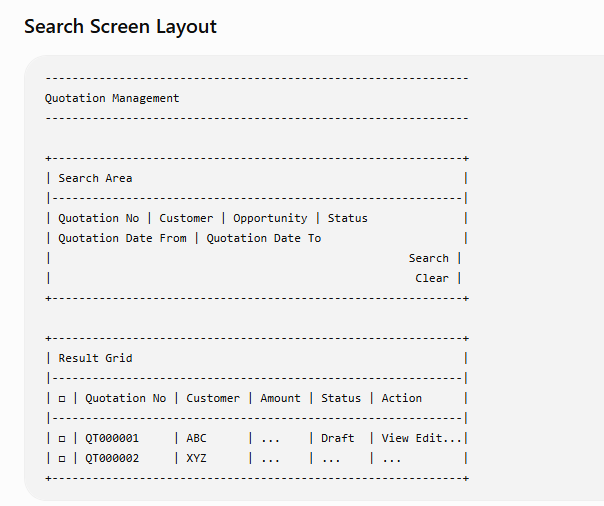 Search Screen Layout
---------------------------------------------------------------
Quotation Management
---------------------------------------------------------------
+-------------------------------------------------------------+
| Search Area                                                 |
|-------------------------------------------------------------|
| Quotation No | Customer | Opportunity | Status              |
| Quotation Date From | Quotation Date To                     |
|                                                     Search |
|                                                      Clear |
+-------------------------------------------------------------+
+-------------------------------------------------------------+
| Result Grid                                                 |
|-------------------------------------------------------------|
| □ | Quotation No | Customer | Amount | Status | Action      |
|-------------------------------------------------------------|
| □ | QT000001     | ABC      | ...    | Draft  | View Edit...|
| □ | QT000002     | XYZ      | ...    | ...    | ...         |
+-------------------------------------------------------------+